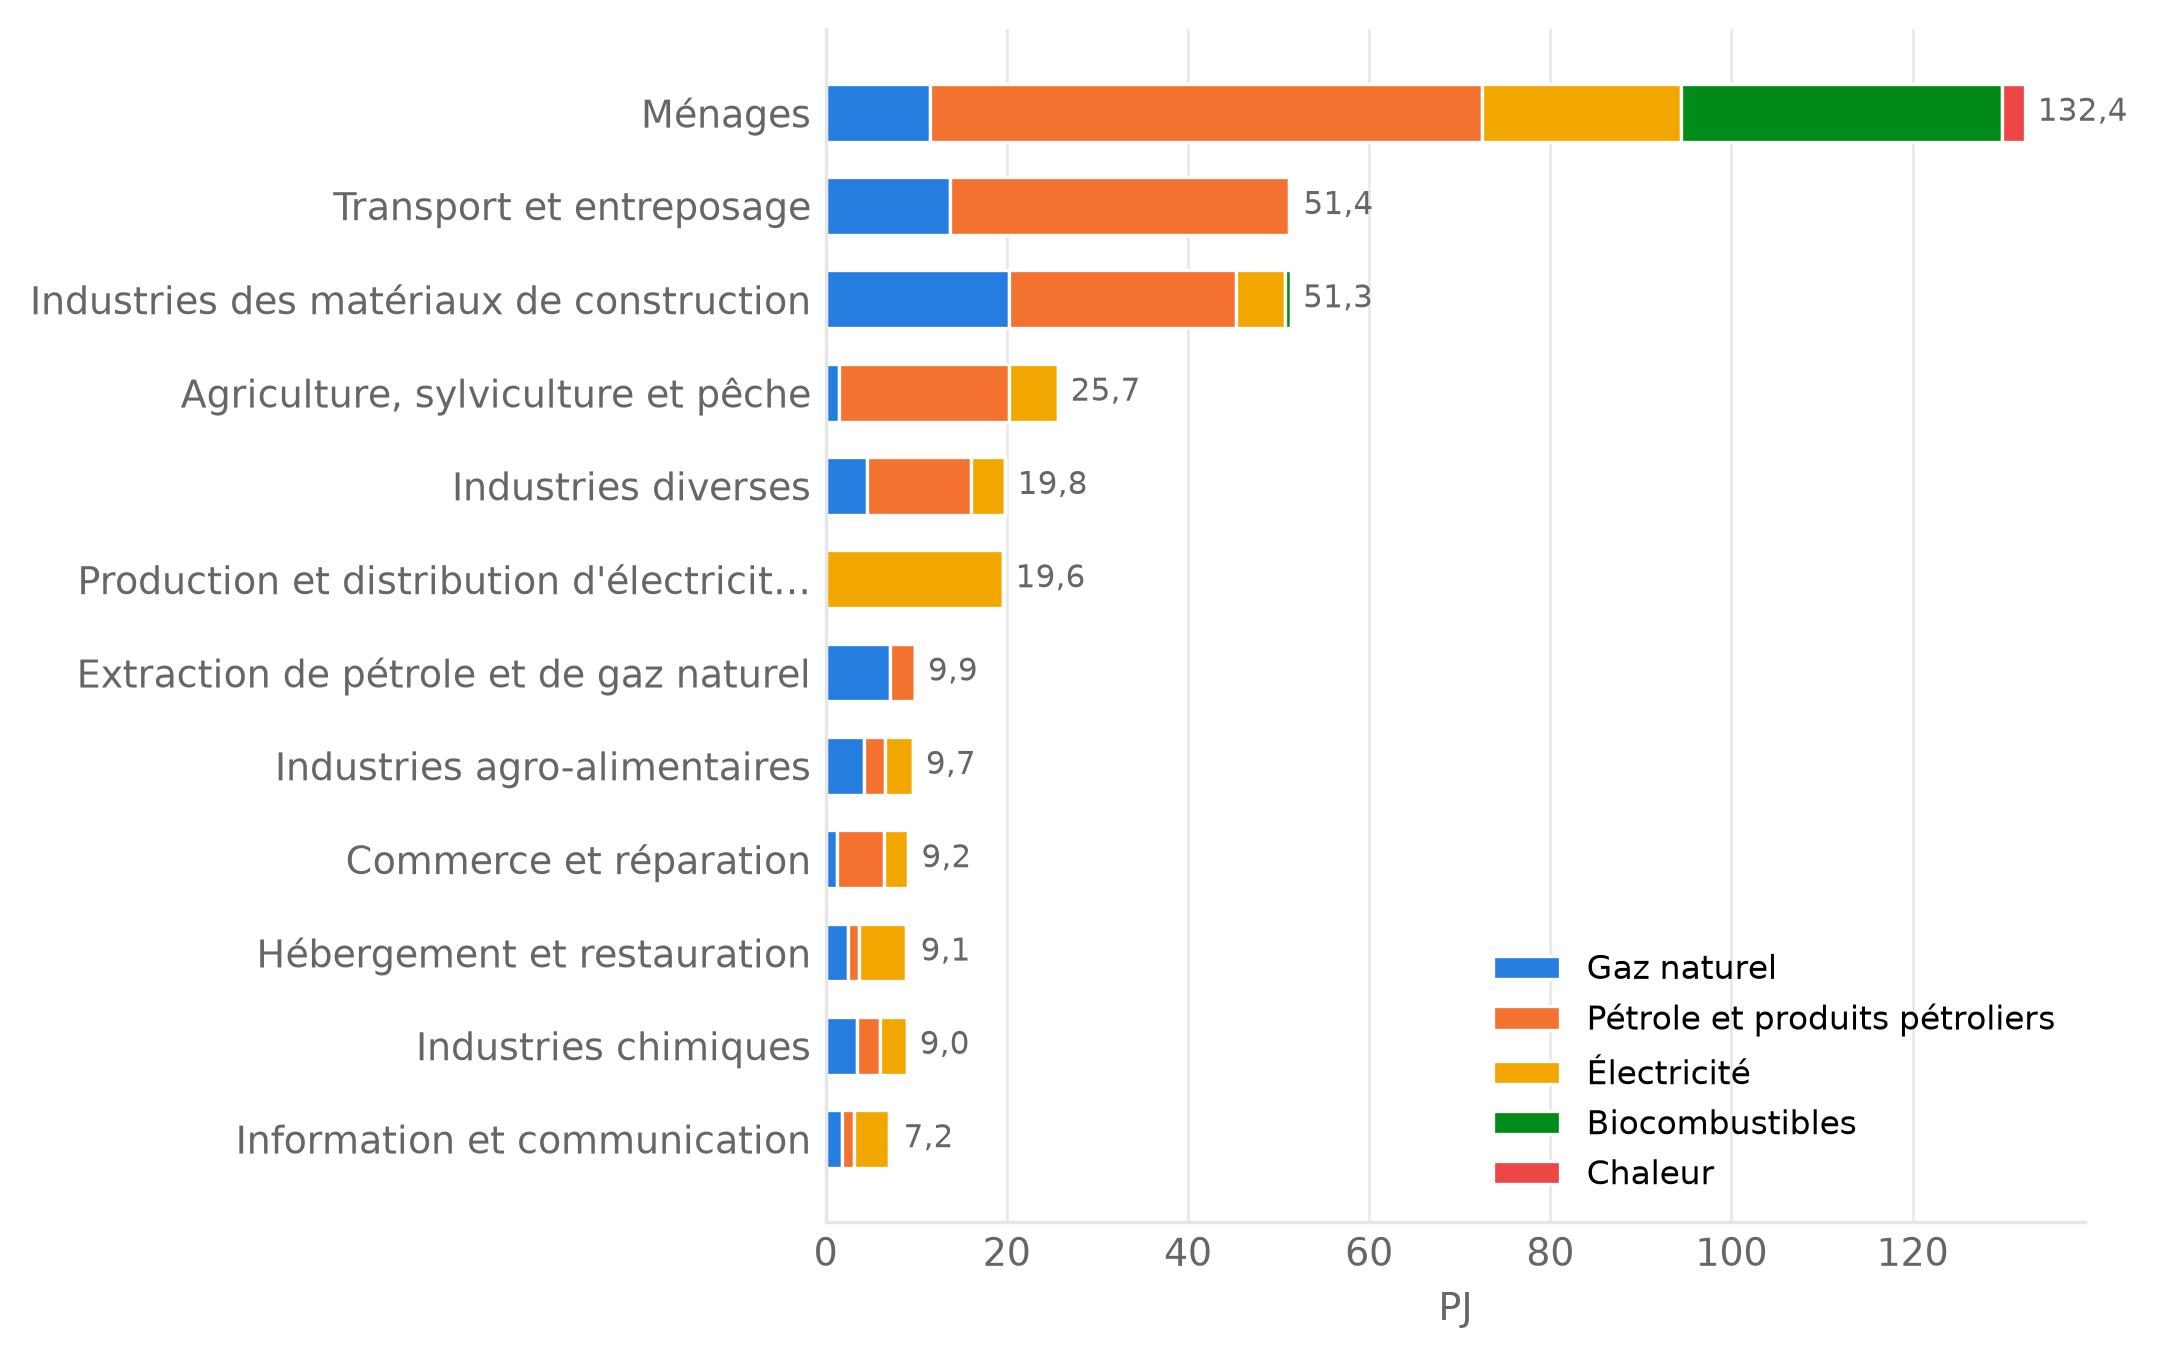 Ménages 132,4
Transport et entreposage 51,4
Industries des matériaux de construction 51,3
Agriculture, sylviculture et pêche 25,7
Industries diverses 19,8
Production et distribution d'électricit... 19,6
Extraction de pétrole et de gaz naturel 9,9
Industries agro-alimentaires 9,7
Commerce et réparation 9,2
Hébergement et restauration 9,1
Industries chimiques 9,0
Information et communication 7,2
Gaz naturel
Pétrole et produits pétroliers
Électricité
Biocombustibles
Chaleur
0 20 40 60 80 100 120
PJ